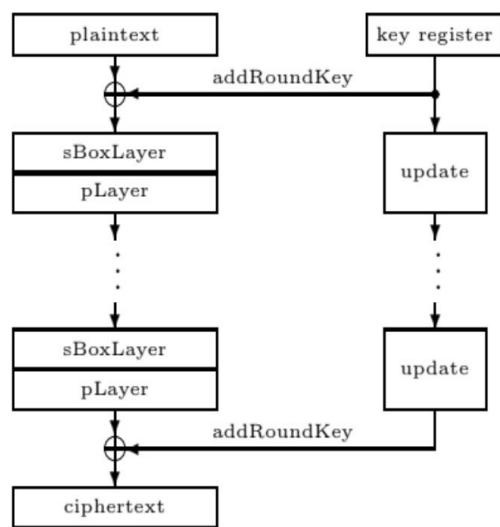 plaintext
key register
addRoundKey
sBoxLayer
pLayer
update
sBoxLayer
pLayer
update
addRoundKey
ciphertext